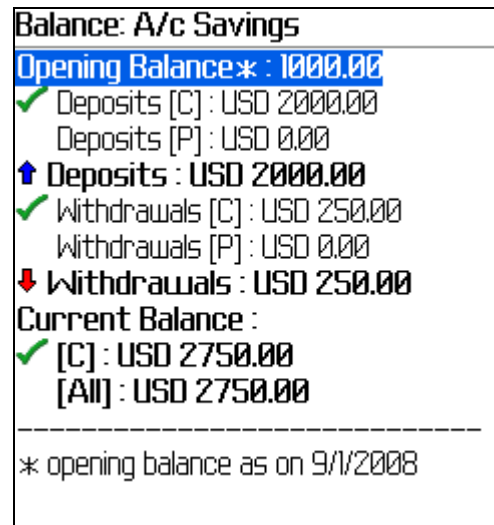 Balance: A/c Savings
Opening Balance* : 1000.00
Deposits [C] : USD 2000.00
Deposits [P] : USD 0.00
Deposits : USD 2000.00
Withdrawals [C] : USD 250.00
Withdrawals [P] : USD 0.00
Withdrawals : USD 250.00
Current Balance :
[C] : USD 2750.00
[All] : USD 2750.00
------------------------------
* opening balance as on 9/1/2008